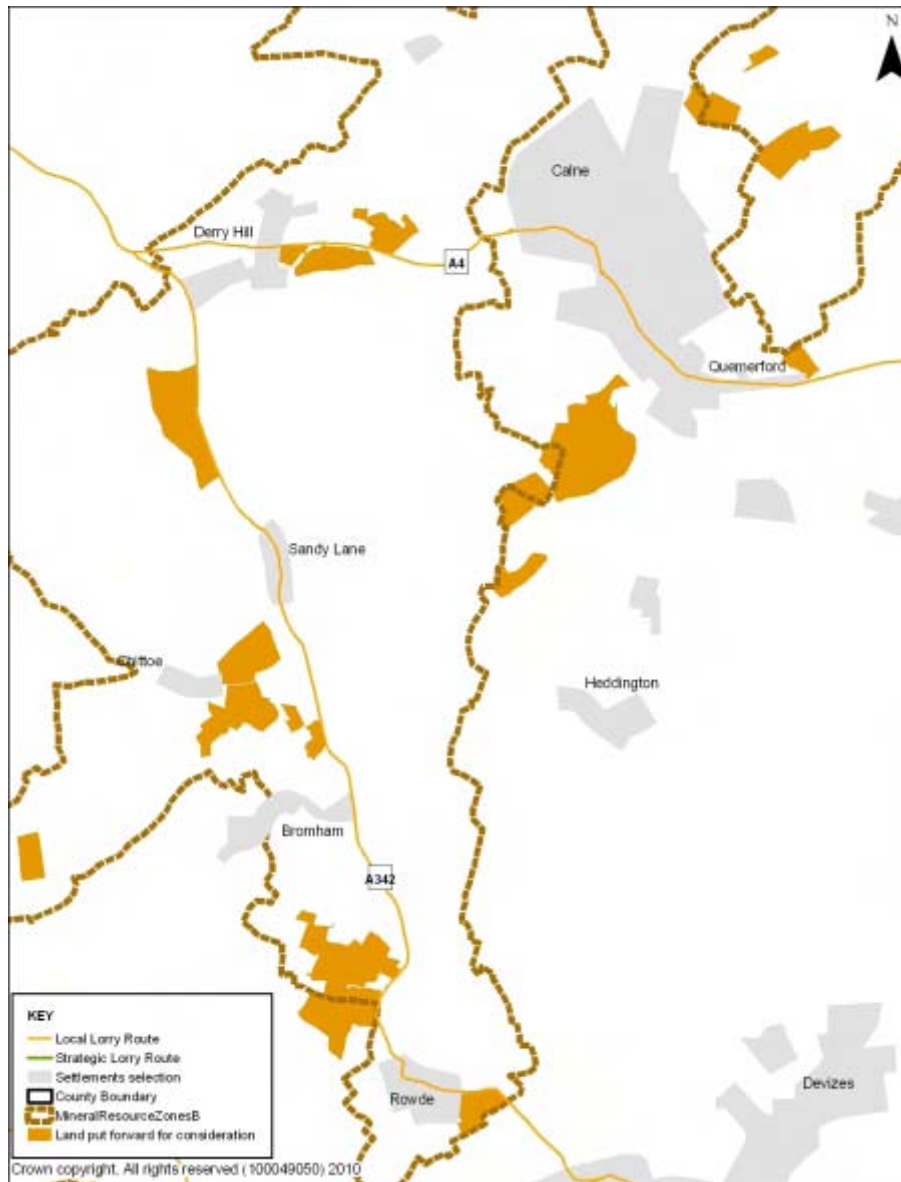 N
Calne
Derry Hill
A4
Quemerford
Sandy Lane
Chittoe
Heddington
Bromham
A342
KEY
Local Lorry Route
Strategic Lorry Route
Settlements selection
County Boundary
MineralResourceZonesB
Land put forward for consideration
Rowde
Devizes
Crown copyright. All rights reserved (100049050) 2010